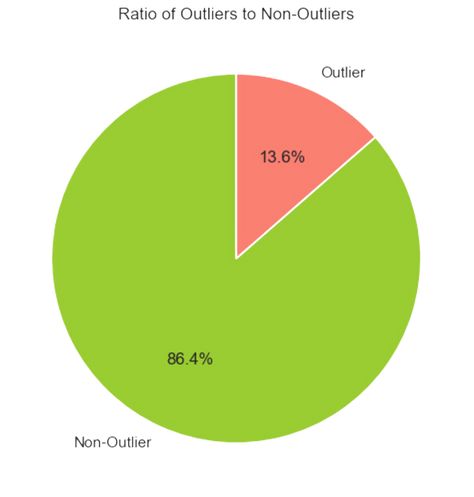 Ratio of Outliers to Non-Outliers
Outlier
13.6%
86.4%
Non-Outlier